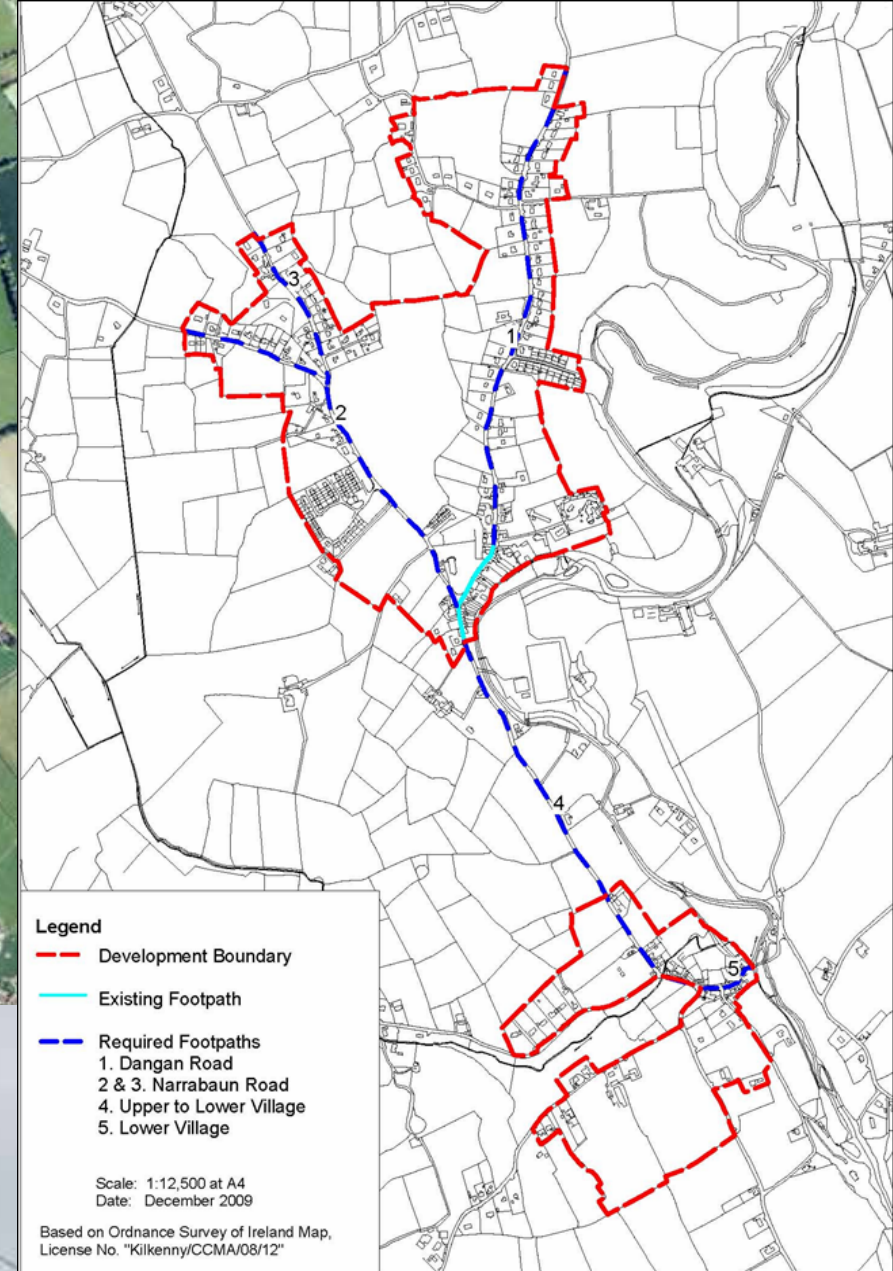 3
1
2
4
5
Legend
Development Boundary
Existing Footpath
Required Footpaths
1. Dangan Road
2 & 3. Narrabaun Road
4. Upper to Lower Village
5. Lower Village
Scale: 1:12,500 at A4
Date: December 2009
Based on Ordnance Survey of Ireland Map,
License No. "Kilkenny/CCMA/08/12"